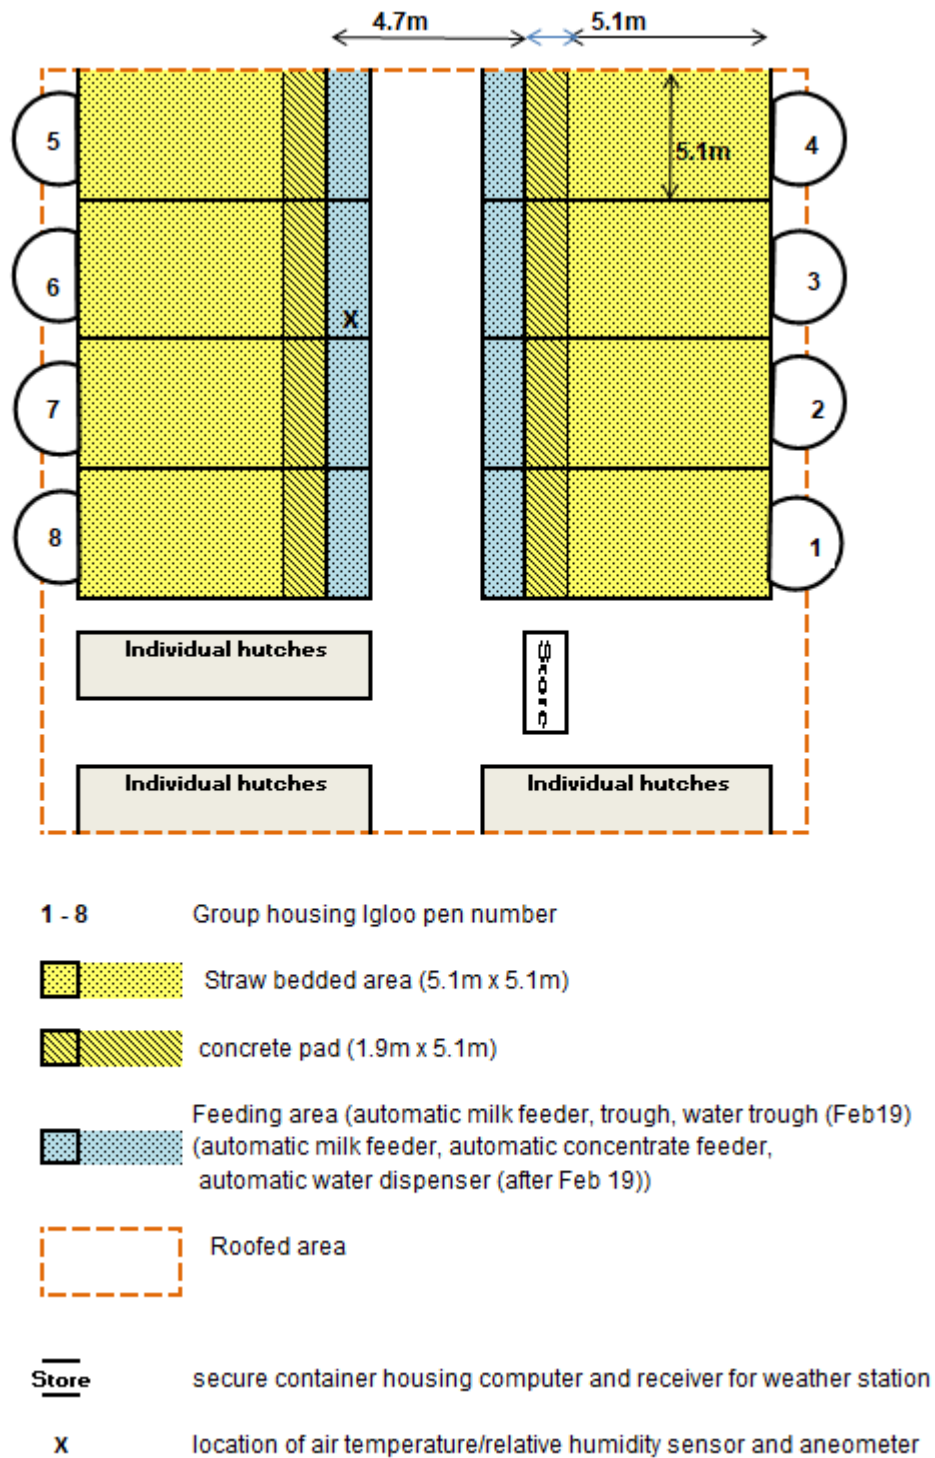 4.7m 5.1m
5 4
5.1m
6 3
X
7 2
8 1
Individual hutches
Store
Individual hutches Individual hutches
1 - 8 Group housing Igloo pen number
Straw bedded area (5.1m x 5.1m)
concrete pad (1.9m x 5.1m)
Feeding area (automatic milk feeder, trough, water trough (Feb19)
(automatic milk feeder, automatic concentrate feeder,
automatic water dispenser (after Feb 19))
Roofed area
Store secure container housing computer and receiver for weather station
X location of air temperature/relative humidity sensor and aneometer